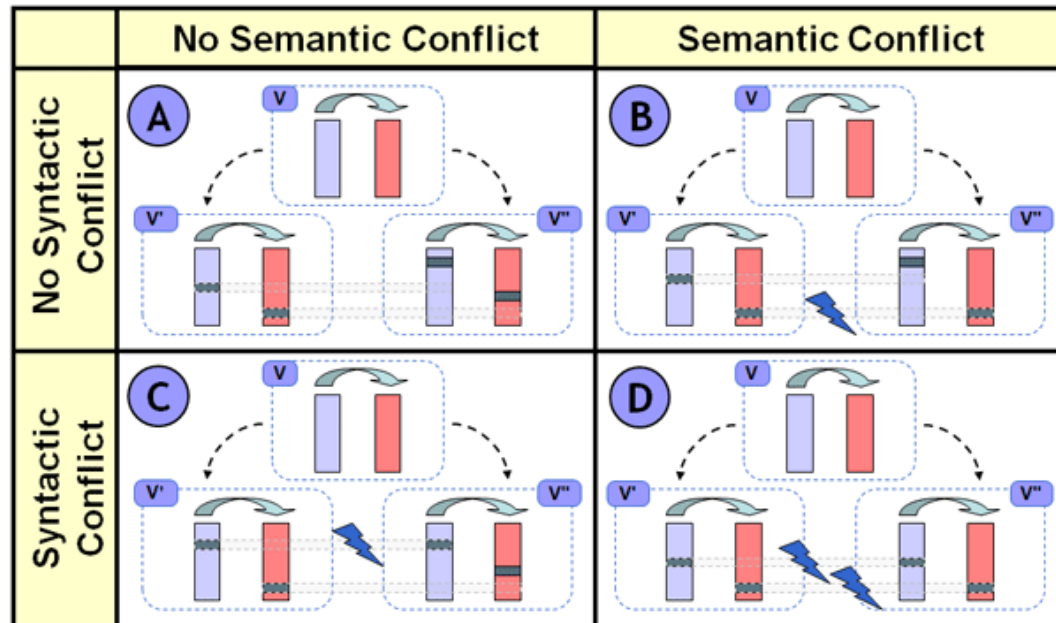 No Semantic Conflict
Semantic Conflict
No Syntactic
Conflict
A
V
V'
V"
B
V
V'
V"
Syntactic
Conflict
C
V
V'
V"
D
V
V'
V"